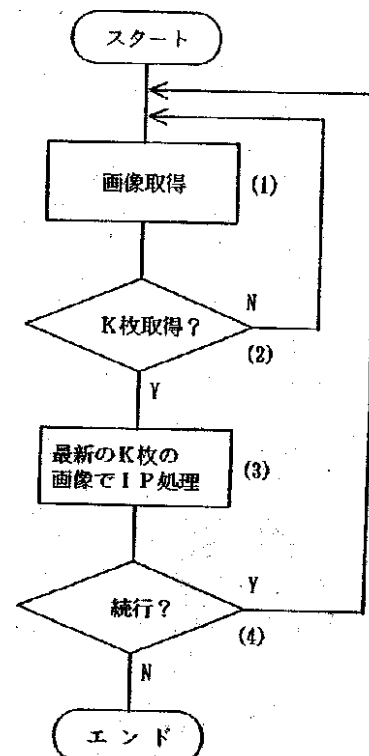 スタート
画像取得
(1)
N
K枚取得？
(2)
Y
最新のK枚の
画像でＩＰ処理
(3)
Y
続行？
(4)
N
エンド